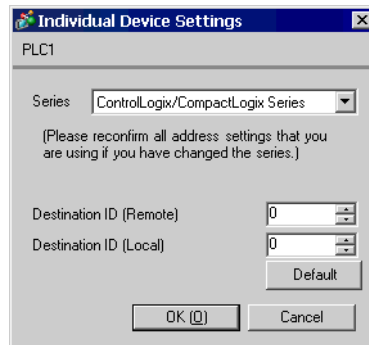 Individual Device Settings
PLC1
Series ControlLogix/CompactLogix Series
(Please reconfirm all address settings that you
are using if you have changed the series.)
Destination ID (Remote) 0
Destination ID (Local) 0
Default
OK (O) Cancel